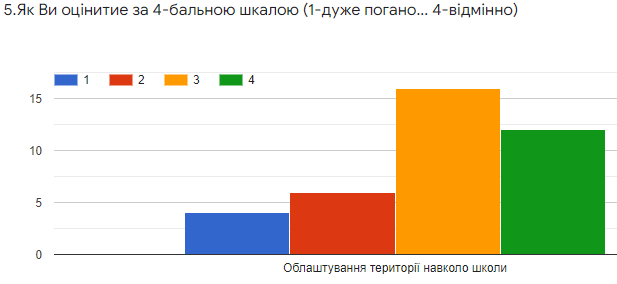 5.Як Ви оцінитие за 4-бальною шкалою (1-дуже погано... 4-відмінно)
1 2 3 4
15
10
5
0
Облаштування території навколо школи